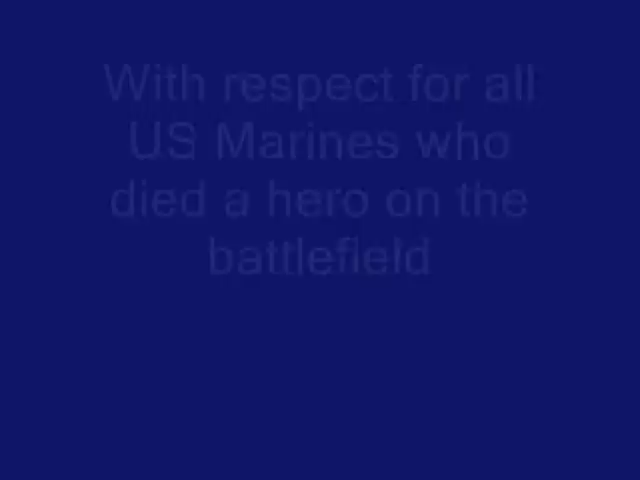 With respect for all
US Marines who
died a hero on the
battlefield